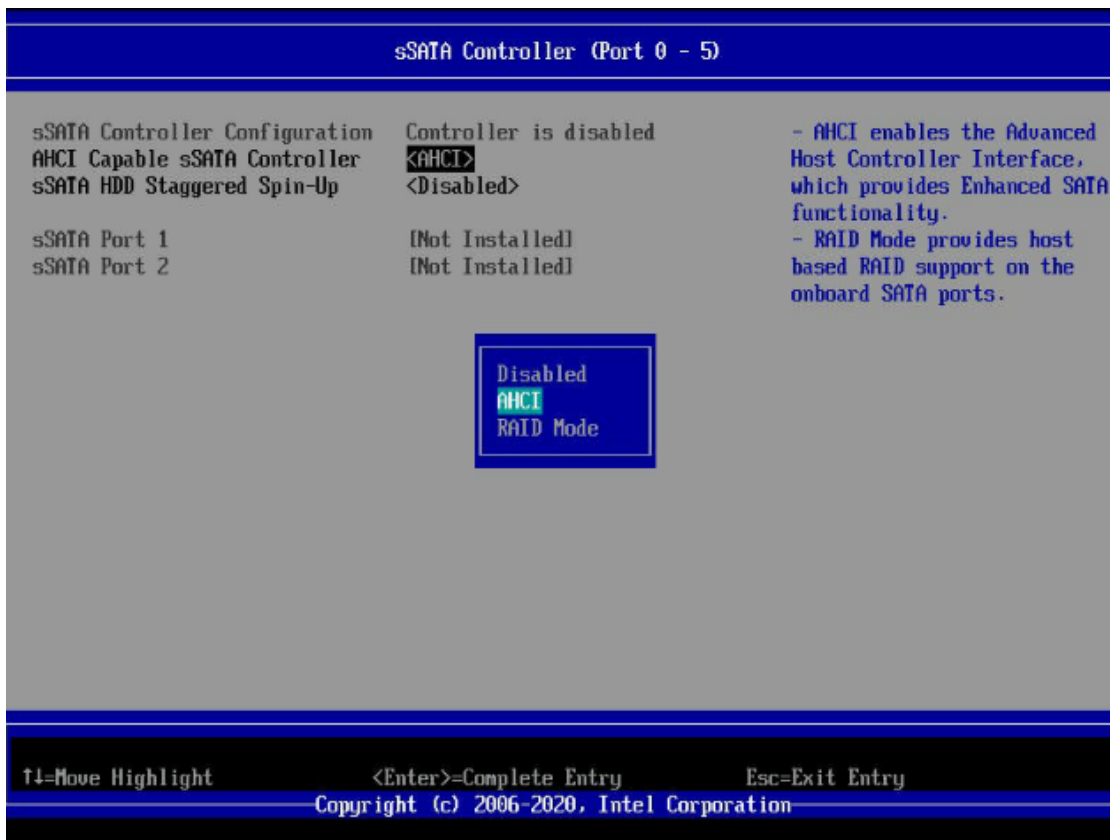 sSATA Controller (Port 0 - 5)
sSATA Controller Configuration Controller is disabled
AHCI Capable sSATA Controller <AHCI>
sSATA HDD Staggered Spin-Up <Disabled>
sSATA Port 1 [Not Installed]
sSATA Port 2 [Not Installed]
- AHCI enables the Advanced
Host Controller Interface,
which provides Enhanced SATA
functionality.
- RAID Mode provides host
based RAID support on the
onboard SATA ports.
Disabled
AHCI
RAID Mode
↑↓=Move Highlight <Enter>=Complete Entry Esc=Exit Entry
Copyright (c) 2006-2020, Intel Corporation